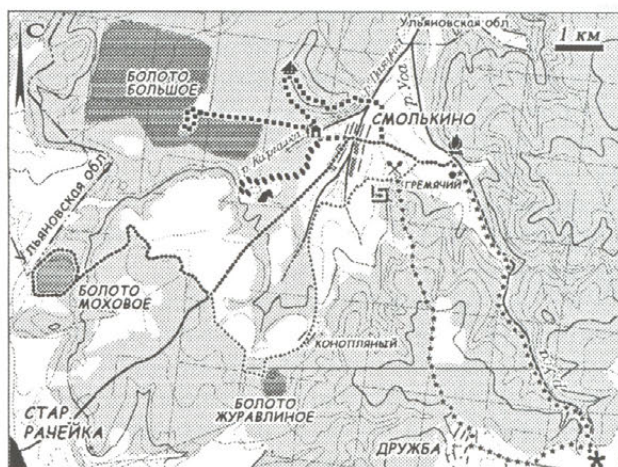 С
Ульяновская обл
1 км
БОЛОТО
БОЛЬШОЕ
р. Уса
СМОЛЬКИНО
ГРЕМЯЧИЙ
Ульяновская обл.
БОЛОТО
МОХОВОЕ
КОНОПЛЯНЫЙ
СТАР.
РАЧЕЙКА
БОЛОТО
ЖУРАВЛИНОЕ
ДРУЖБА